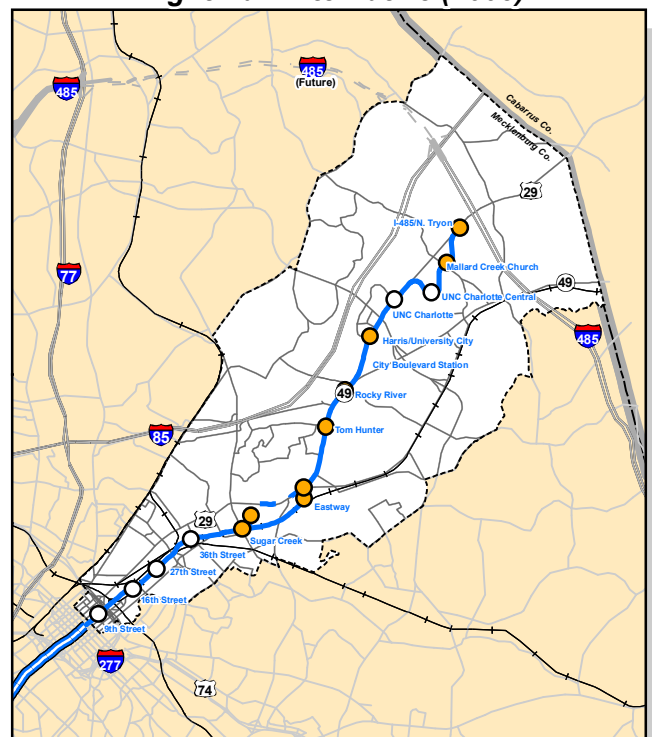 485
485
(Future)
Cabarrus Co.
Mecklenburg Co.
29
I-485/N. Tryon
77
Mallard Creek Church
49
UNC Charlotte Central
UNC Charlotte
485
Harris/University City
City Boulevard Station
49
Rocky River
85
Tom Hunter
Eastway
29
Sugar Creek
36th Street
27th Street
16th Street
9th Street
277
74